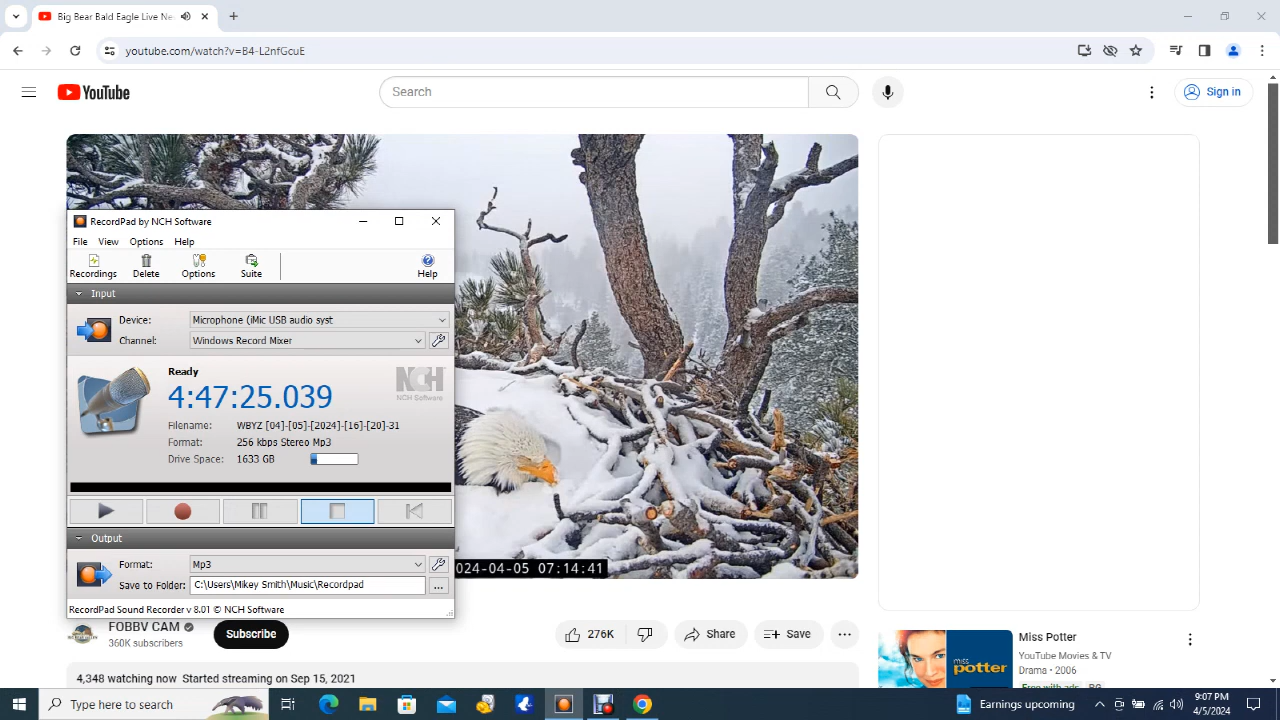 Big Bear Bald Eagle Live Ne
youtube.com/watch?v=B4-L2nfGcuE
YouTube
Search
Sign in
RecordPad by NCH Software
File View Options Help
Recordings Delete Options Suite Help
Input
Device: Microphone (iMic USB audio syst
Channel: Windows Record Mixer
Ready
4:47:25.039
NCH
NCH Software
Filename: WBYZ [04]-[05]-[2024]-[16]-[20]-31
Format: 256 kbps Stereo Mp3
Drive Space: 1633 GB
Output
Format: Mp3
Save to Folder: C:\Users\Mikey Smith\Music\Recordpad
...
RecordPad Sound Recorder v 8.01 © NCH Software
024-04-05 07:14:41
FOBBV CAM
360K subscribers
Subscribe
276K
Share
Save
4,348 watching now Started streaming on Sep 15, 2021
miss potter
Miss Potter
YouTube Movies & TV
Drama • 2006
Free with ads PG
Type here to search
Earnings upcoming
9:07 PM
4/5/2024